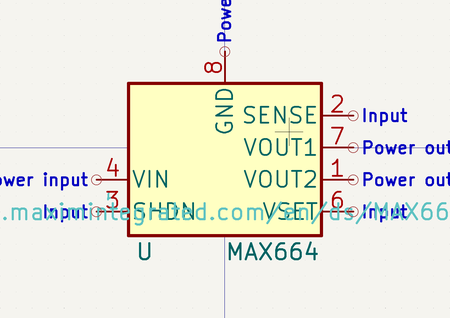 Powe
8
GND
SENSE 2 Input
VOUT1 7 Power out
VOUT2 1 Power out
ower input 4 VIN
Input 3 SHDN
VSET 6 Input
.maximintegrated.com/en/ds/MAX66
U MAX664